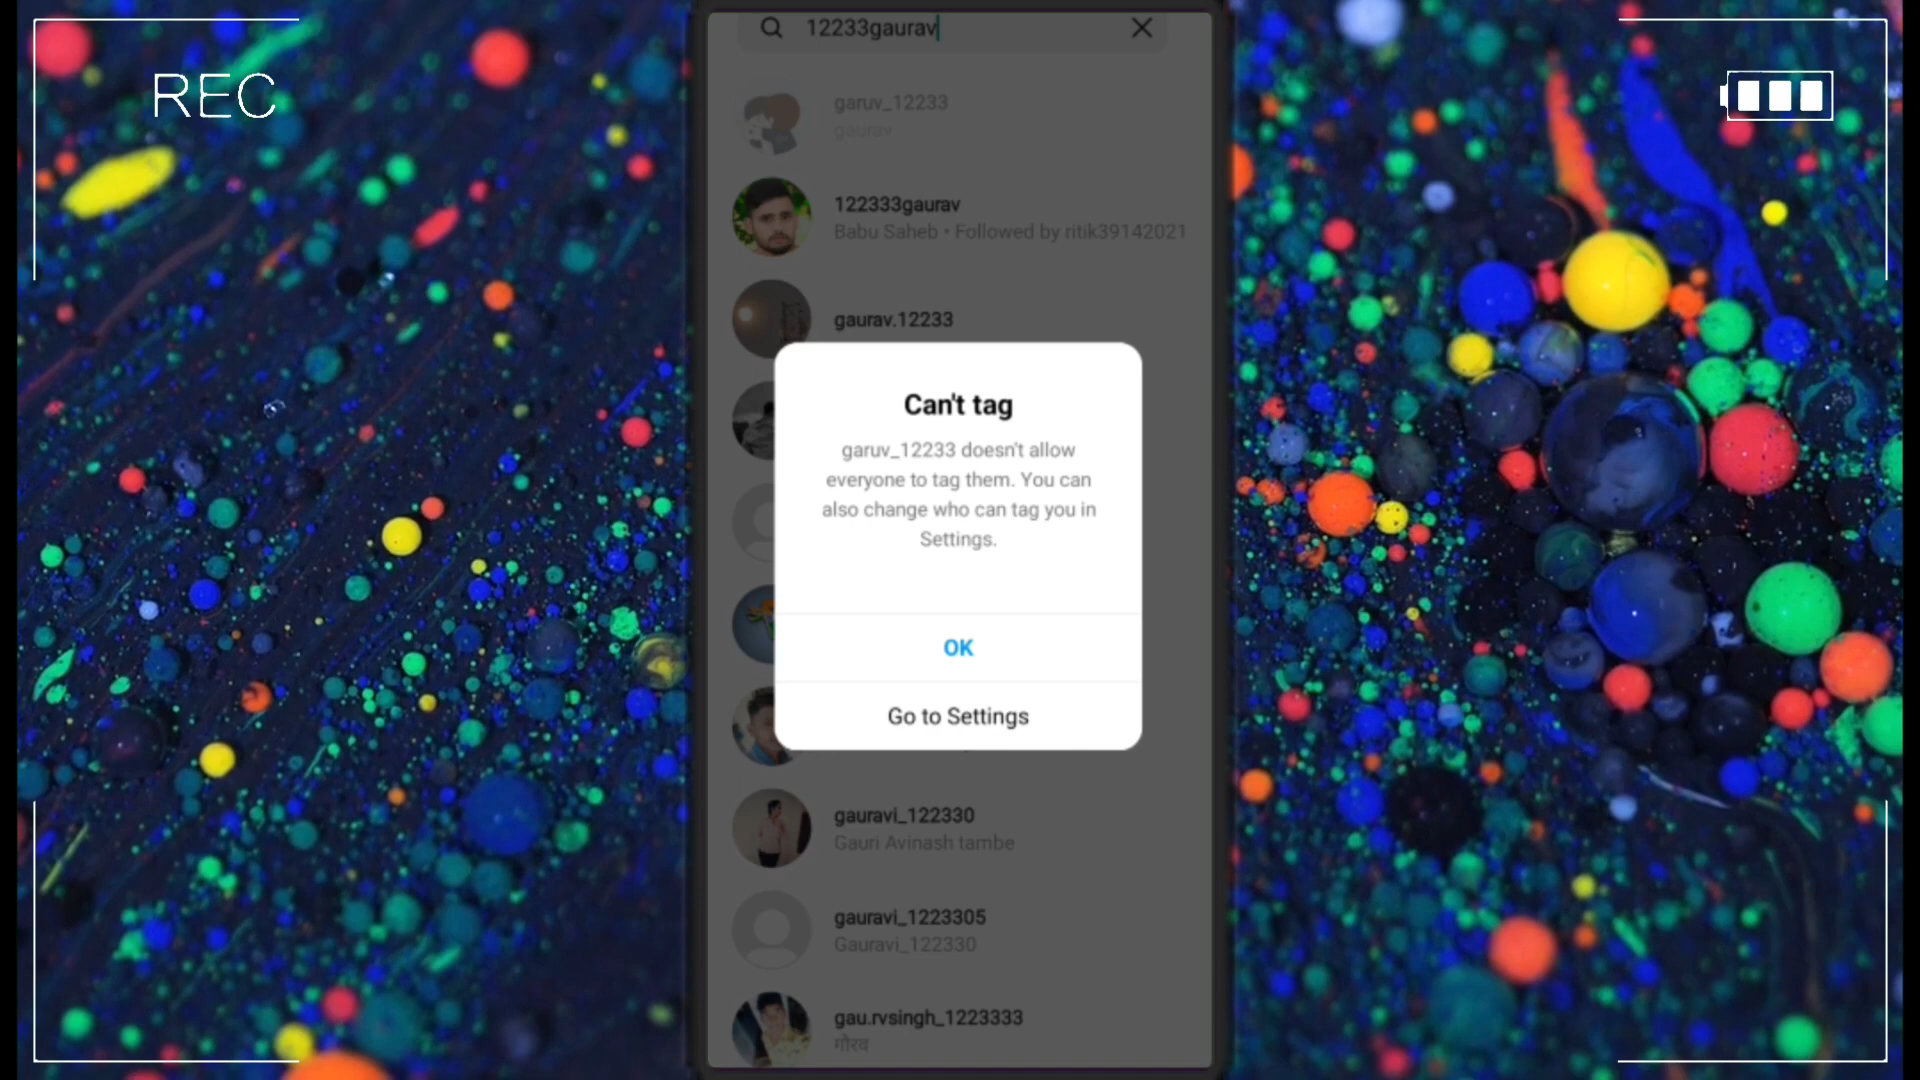 12233gaurav
REC
garuv_12233
gaurav
122333gaurav
Babu Saheb • Followed by ritik39142021
gaurav.12233
Can't tag
garuv_12233 doesn't allow
everyone to tag them. You can
also change who can tag you in
Settings.
OK
Go to Settings
gauravi_122330
Gauri Avinash tambe
gauravi_1223305
Gauravi_122330
gau.rvsingh_1223333
गौरव